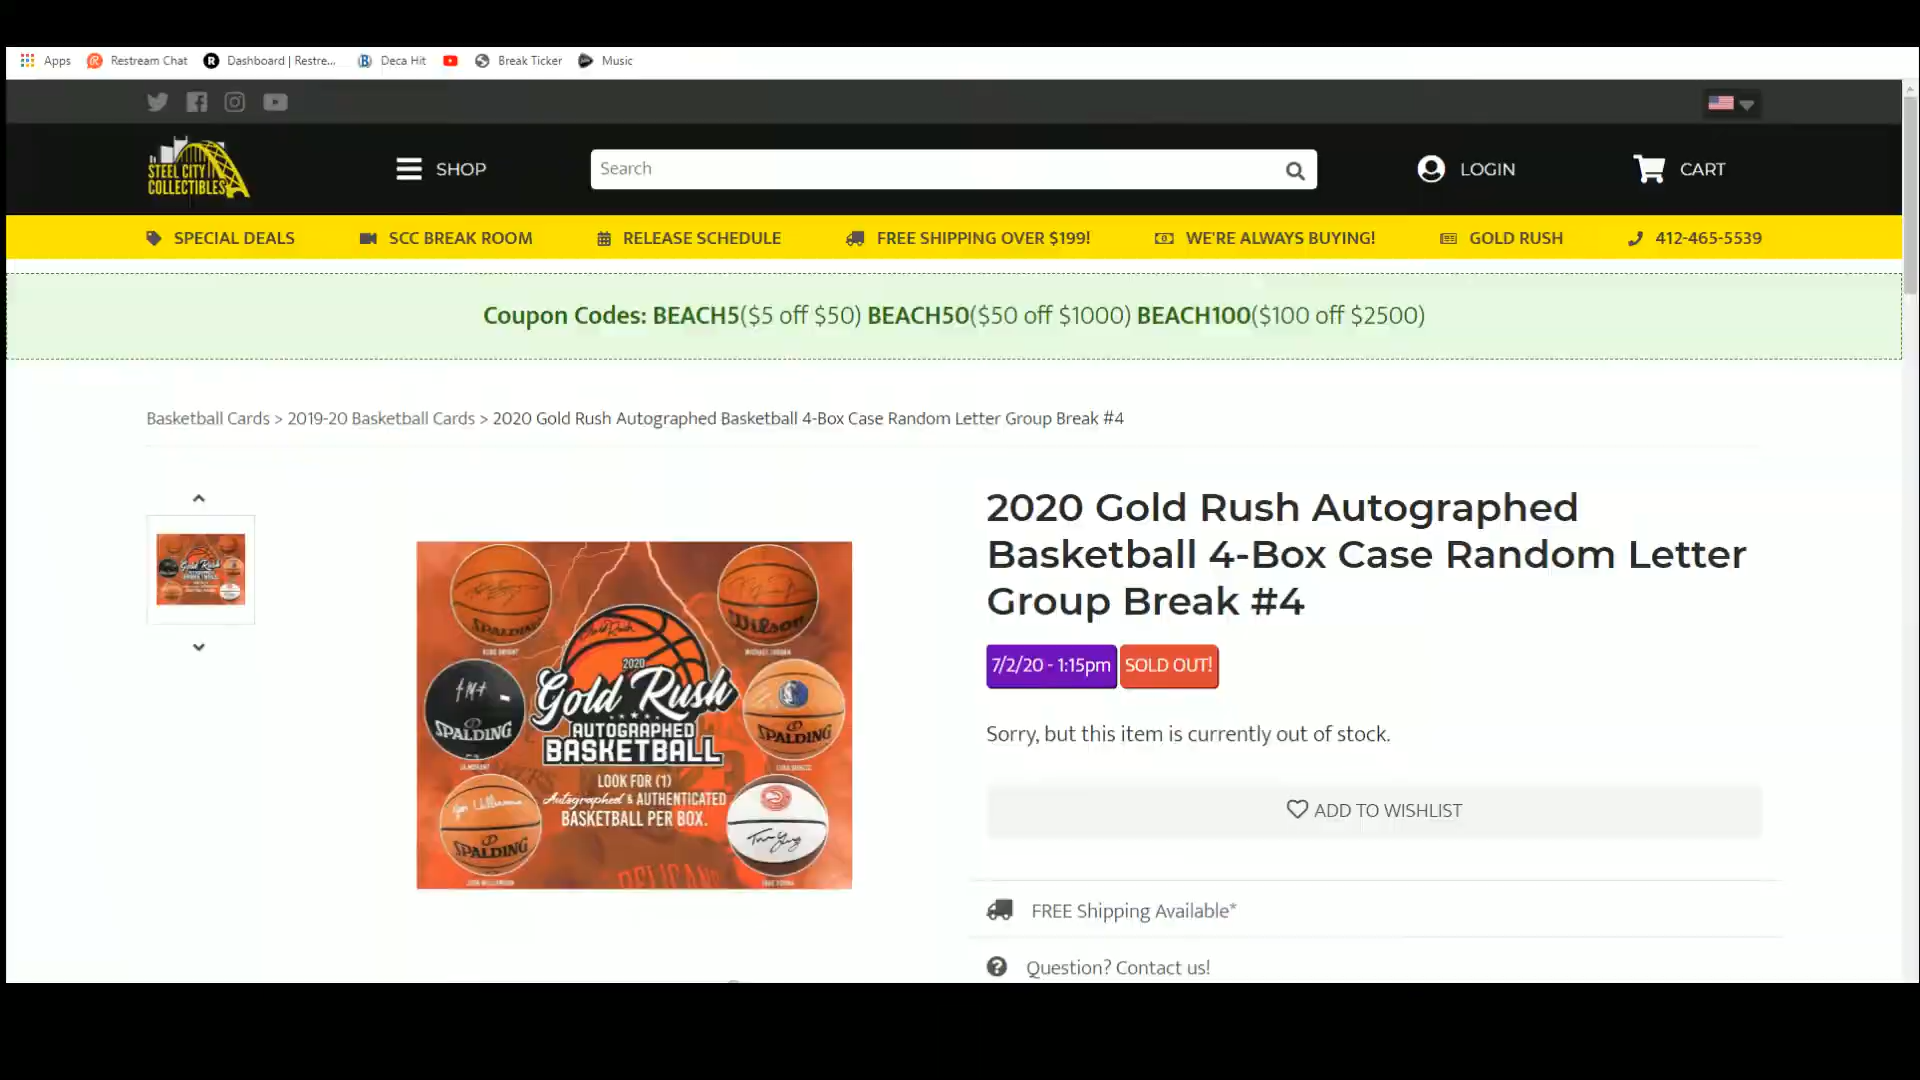 Apps Restream Chat Dashboard | Restre... Deca Hit Break Ticker Music
STEEL CITY
COLLECTIBLES
SHOP Search LOGIN CART
SPECIAL DEALS SCC BREAK ROOM RELEASE SCHEDULE FREE SHIPPING OVER $199! WE'RE ALWAYS BUYING! GOLD RUSH 412-465-5539
Coupon Codes: BEACH5($5 off $50) BEACH50($50 off $1000) BEACH100($100 off $2500)
Basketball Cards > 2019-20 Basketball Cards > 2020 Gold Rush Autographed Basketball 4-Box Case Random Letter Group Break #4
2020 Gold Rush Autographed
Basketball 4-Box Case Random Letter
Group Break #4
7/2/20 - 1:15pm SOLD OUT!
Sorry, but this item is currently out of stock.
ADD TO WISHLIST
FREE Shipping Available*
Question? Contact us!
SPALDING
Wilson
KOBE BRYANT
MICHAEL JORDAN
2020
Gold Rush
AUTOGRAPHED
BASKETBALL
SPALDING
SPALDING
LOOK FOR (1)
Autographed & AUTHENTICATED
BASKETBALL PER BOX.
SPALDING
PELICANS